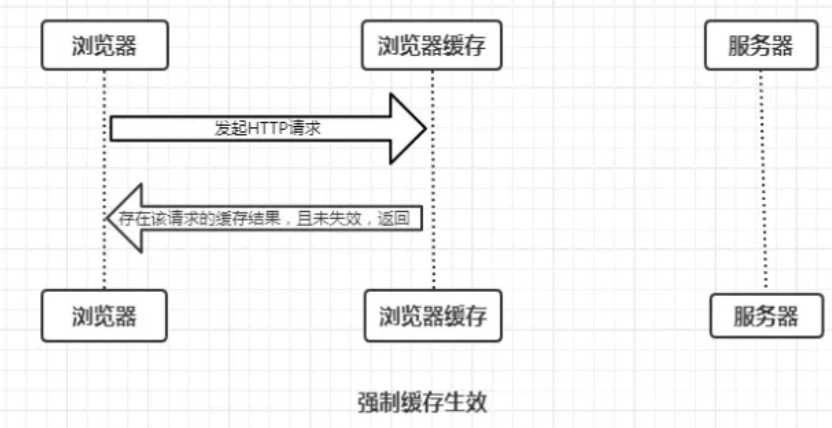 浏览器
浏览器缓存
服务器
发起HTTP请求
存在该请求的缓存结果，且未失效，返回
浏览器
浏览器缓存
服务器
强制缓存生效